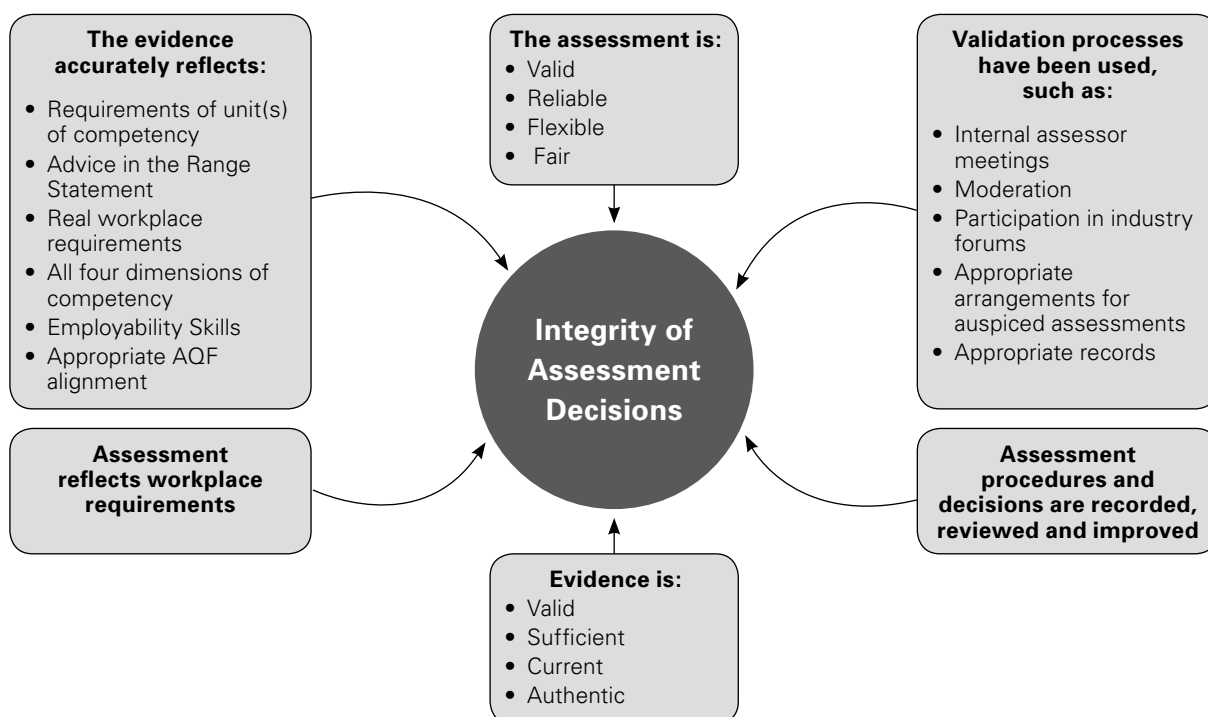 The evidence
accurately reflects:
• Requirements of unit(s)
of competency
• Advice in the Range
Statement
• Real workplace
requirements
• All four dimensions of
competency
• Employability Skills
• Appropriate AQF
alignment
The assessment is:
• Valid
• Reliable
• Flexible
• Fair
Validation processes
have been used,
such as:
• Internal assessor
meetings
• Moderation
• Participation in industry
forums
• Appropriate
arrangements for
auspiced assessments
• Appropriate records
Integrity of
Assessment
Decisions
Assessment
reflects workplace
requirements
Assessment
procedures and
decisions are recorded,
reviewed and improved
Evidence is:
• Valid
• Sufficient
• Current
• Authentic